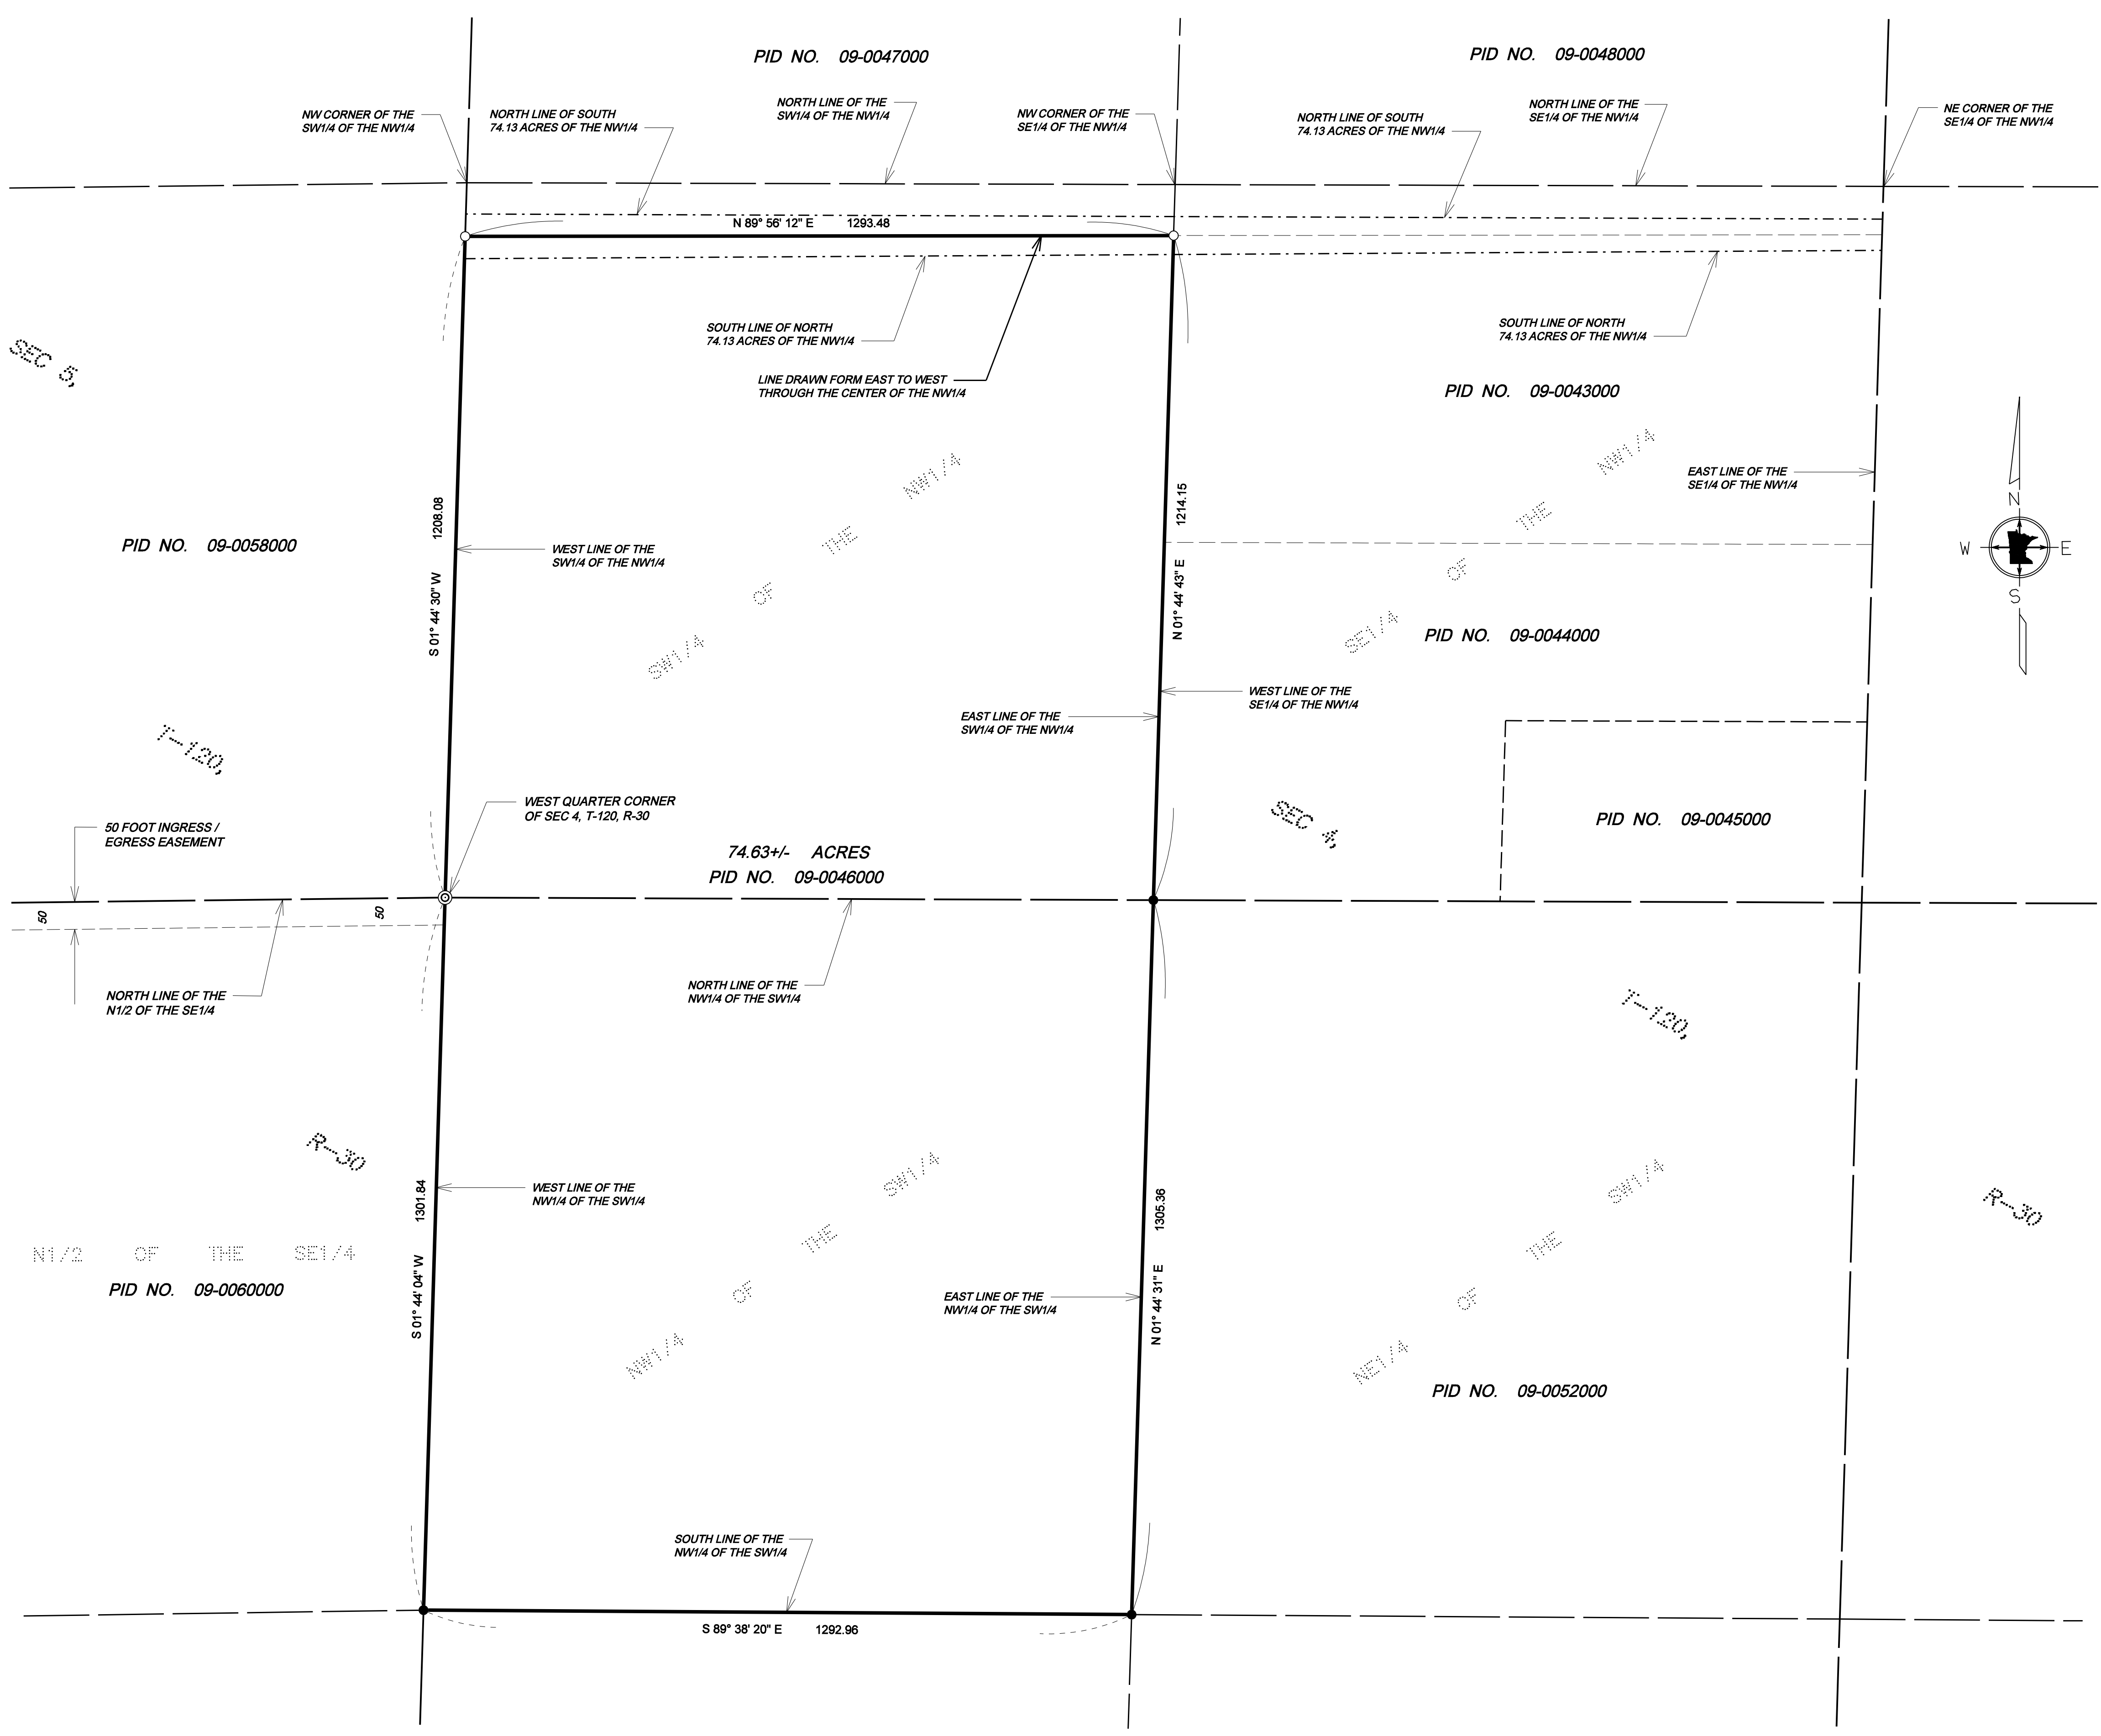 PID NO. 09-0047000
PID NO. 09-0048000
NW CORNER OF THE
SW1/4 OF THE NW1/4
NORTH LINE OF SOUTH
74.13 ACRES OF THE NW1/4
NORTH LINE OF THE
SW1/4 OF THE NW1/4
NW CORNER OF THE
SE1/4 OF THE NW1/4
NORTH LINE OF SOUTH
74.13 ACRES OF THE NW1/4
NORTH LINE OF THE
SE1/4 OF THE NW1/4
NE CORNER OF THE
SE1/4 OF THE NW1/4
N 89° 56' 12" E 1293.48
SOUTH LINE OF NORTH
74.13 ACRES OF THE NW1/4
SOUTH LINE OF NORTH
74.13 ACRES OF THE NW1/4
LINE DRAWN FORM EAST TO WEST
THROUGH THE CENTER OF THE NW1/4
SEC 5,
PID NO. 09-0043000
SW1/4 OF THE NW1/4
SE1/4 OF THE NW1/4
EAST LINE OF THE
SE1/4 OF THE NW1/4
N
W E
S
PID NO. 09-0058000
S 01° 44' 30" W 1208.08
WEST LINE OF THE
SW1/4 OF THE NW1/4
N 01° 44' 43" E 1214.15
PID NO. 09-0044000
WEST LINE OF THE
SE1/4 OF THE NW1/4
EAST LINE OF THE
SW1/4 OF THE NW1/4
T-120,
WEST QUARTER CORNER
OF SEC 4, T-120, R-30
50 FOOT INGRESS /
EGRESS EASEMENT
SEC 4,
PID NO. 09-0045000
74.63+/- ACRES
PID NO. 09-0046000
50
50
NORTH LINE OF THE
N1/2 OF THE SE1/4
NORTH LINE OF THE
NW1/4 OF THE SW1/4
T-120,
R-30
S 01° 44' 04" W 1301.84
WEST LINE OF THE
NW1/4 OF THE SW1/4
NW1/4 OF THE SW1/4
N 01° 44' 31" E 1305.36
NE1/4 OF THE SW1/4
R-30
N1/2 OF THE SE1/4
PID NO. 09-0060000
EAST LINE OF THE
NW1/4 OF THE SW1/4
PID NO. 09-0052000
SOUTH LINE OF THE
NW1/4 OF THE SW1/4
S 89° 38' 20" E 1292.96